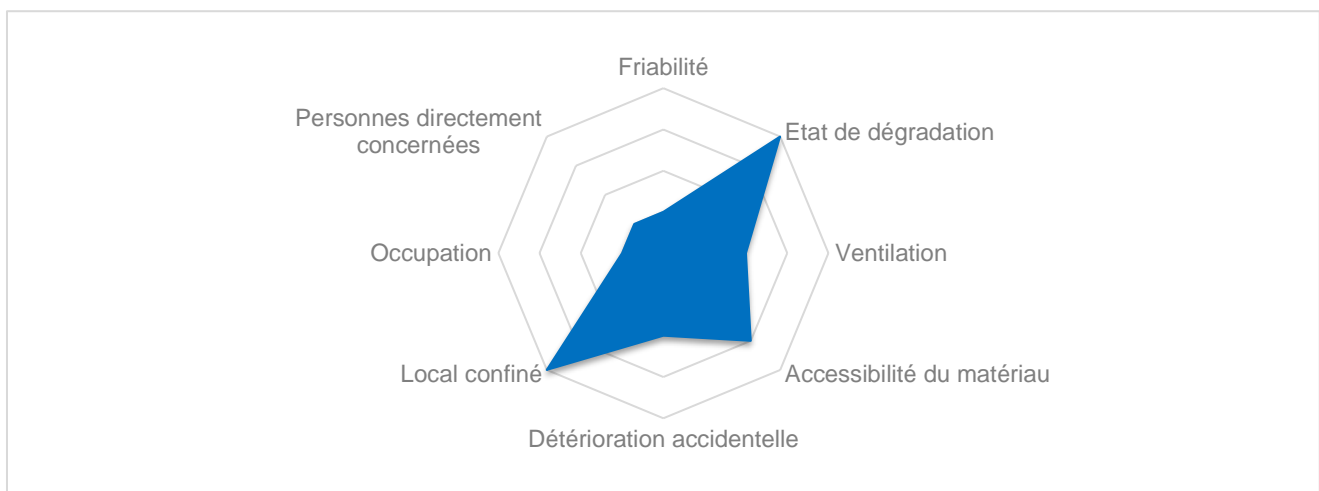 Friabilité
Personnes directement
concernées
Etat de dégradation
Occupation
Ventilation
Local confiné
Accessibilité du matériau
Détérioration accidentelle